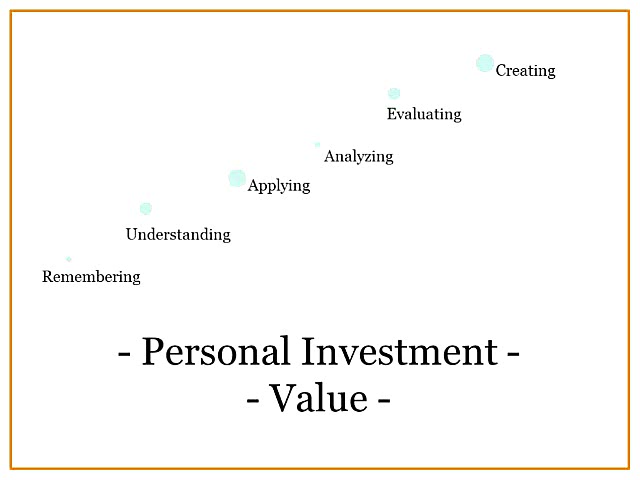 Creating
Evaluating
Analyzing
Applying
Understanding
Remembering
- Personal Investment -
- Value -